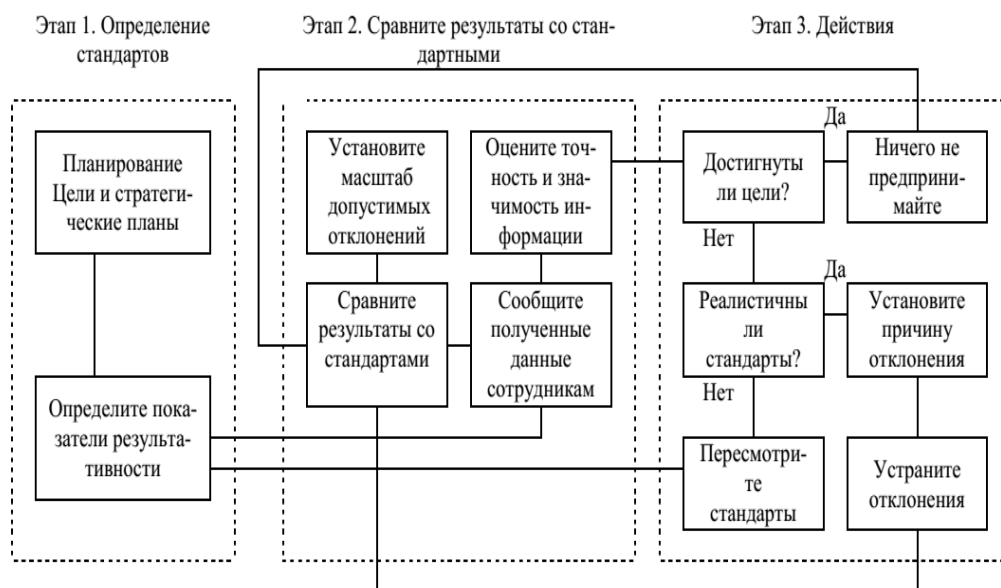 Этап 1. Определение
стандартов
Этап 2. Сравните результаты со стан-
дартными
Этап 3. Действия
Планирование
Цели и стратеги-
ческие планы
Определите пока-
затели результа-
тивности
Установите
масштаб
допустимых
отклонений
Оцените точ-
ность и зна-
чимость ин-
формации
Сравните
результаты со
стандартами
Сообщите
полученные
данные
сотрудникам
Достигнуты
ли цели?
Да
Ничего не
предприни-
майте
Нет
Реалистичны
ли
стандарты?
Да
Установите
причину
отклонения
Нет
Пересмотри-
те
стандарты
Устраните
отклонения